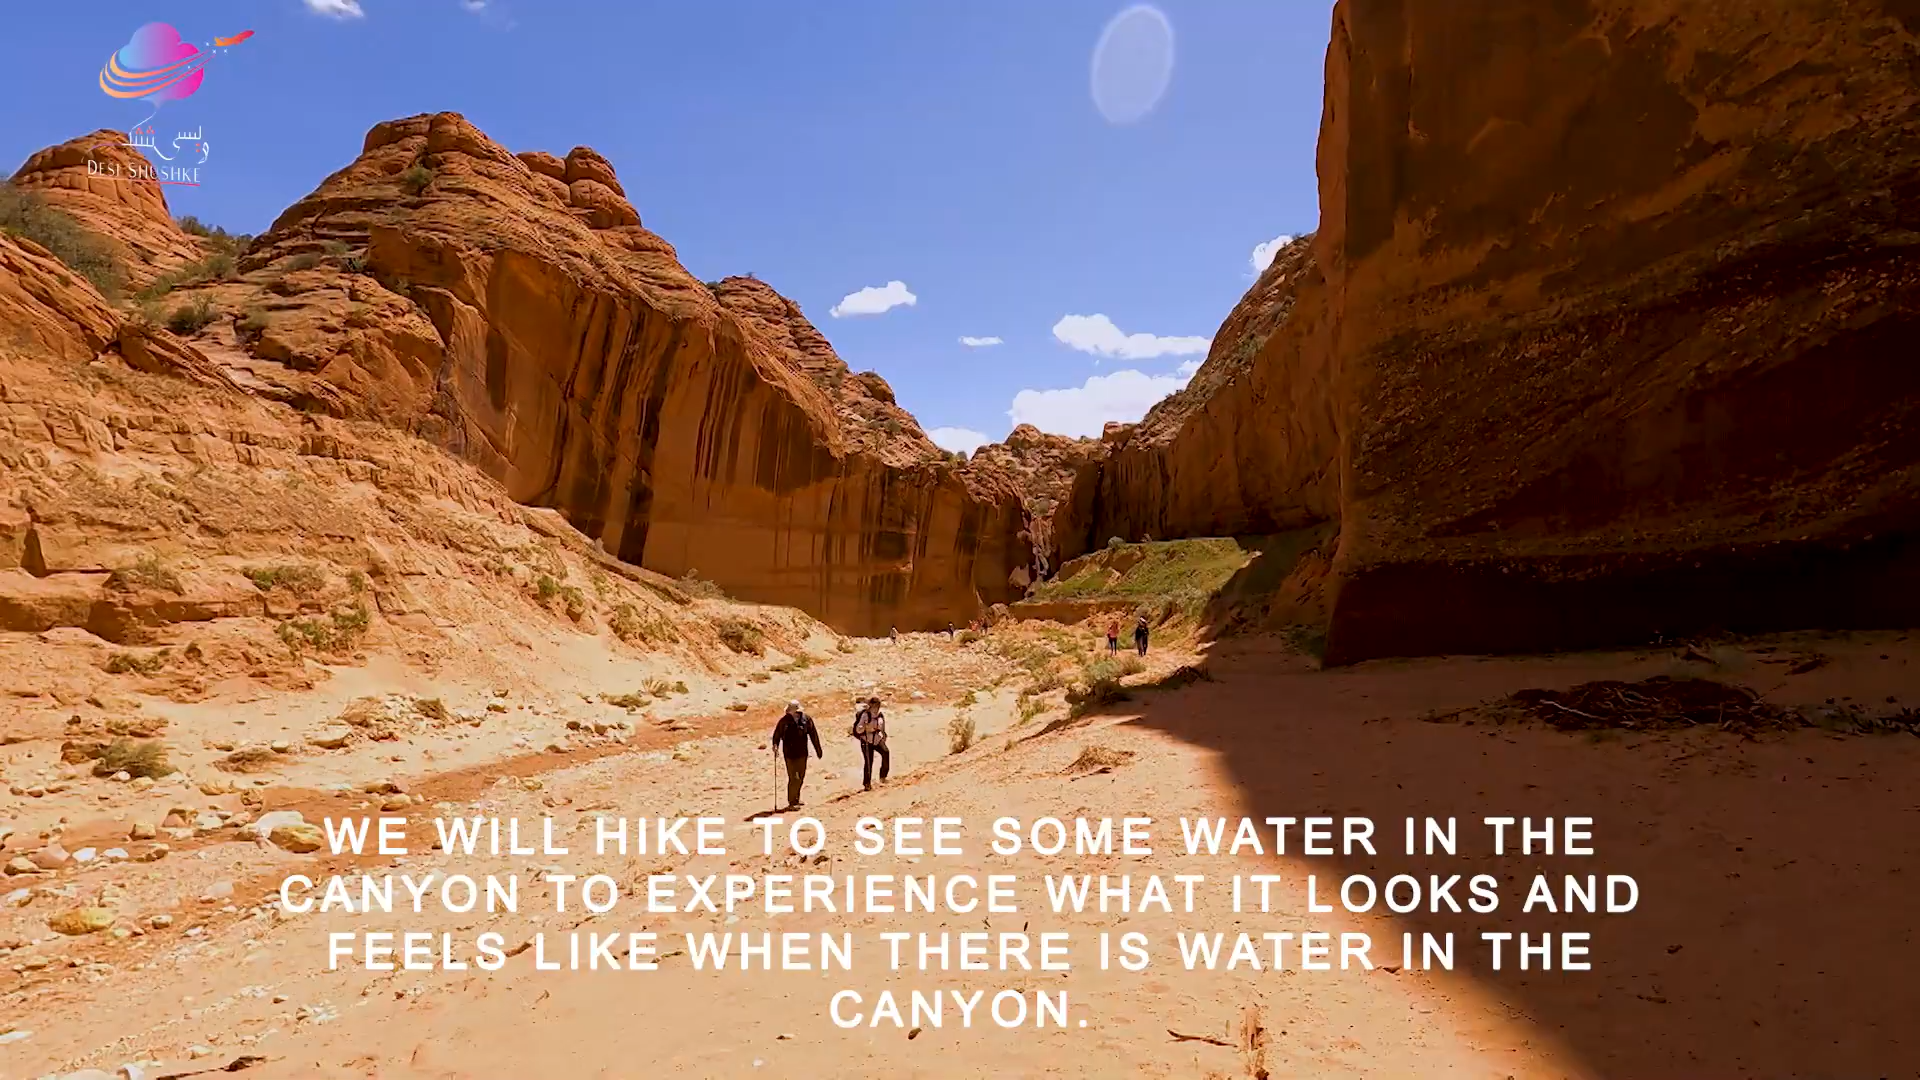 DESI SHOSHKE
WE WILL HIKE TO SEE SOME WATER IN THE
CANYON TO EXPERIENCE WHAT IT LOOKS AND
FEELS LIKE WHEN THERE IS WATER IN THE
CANYON.